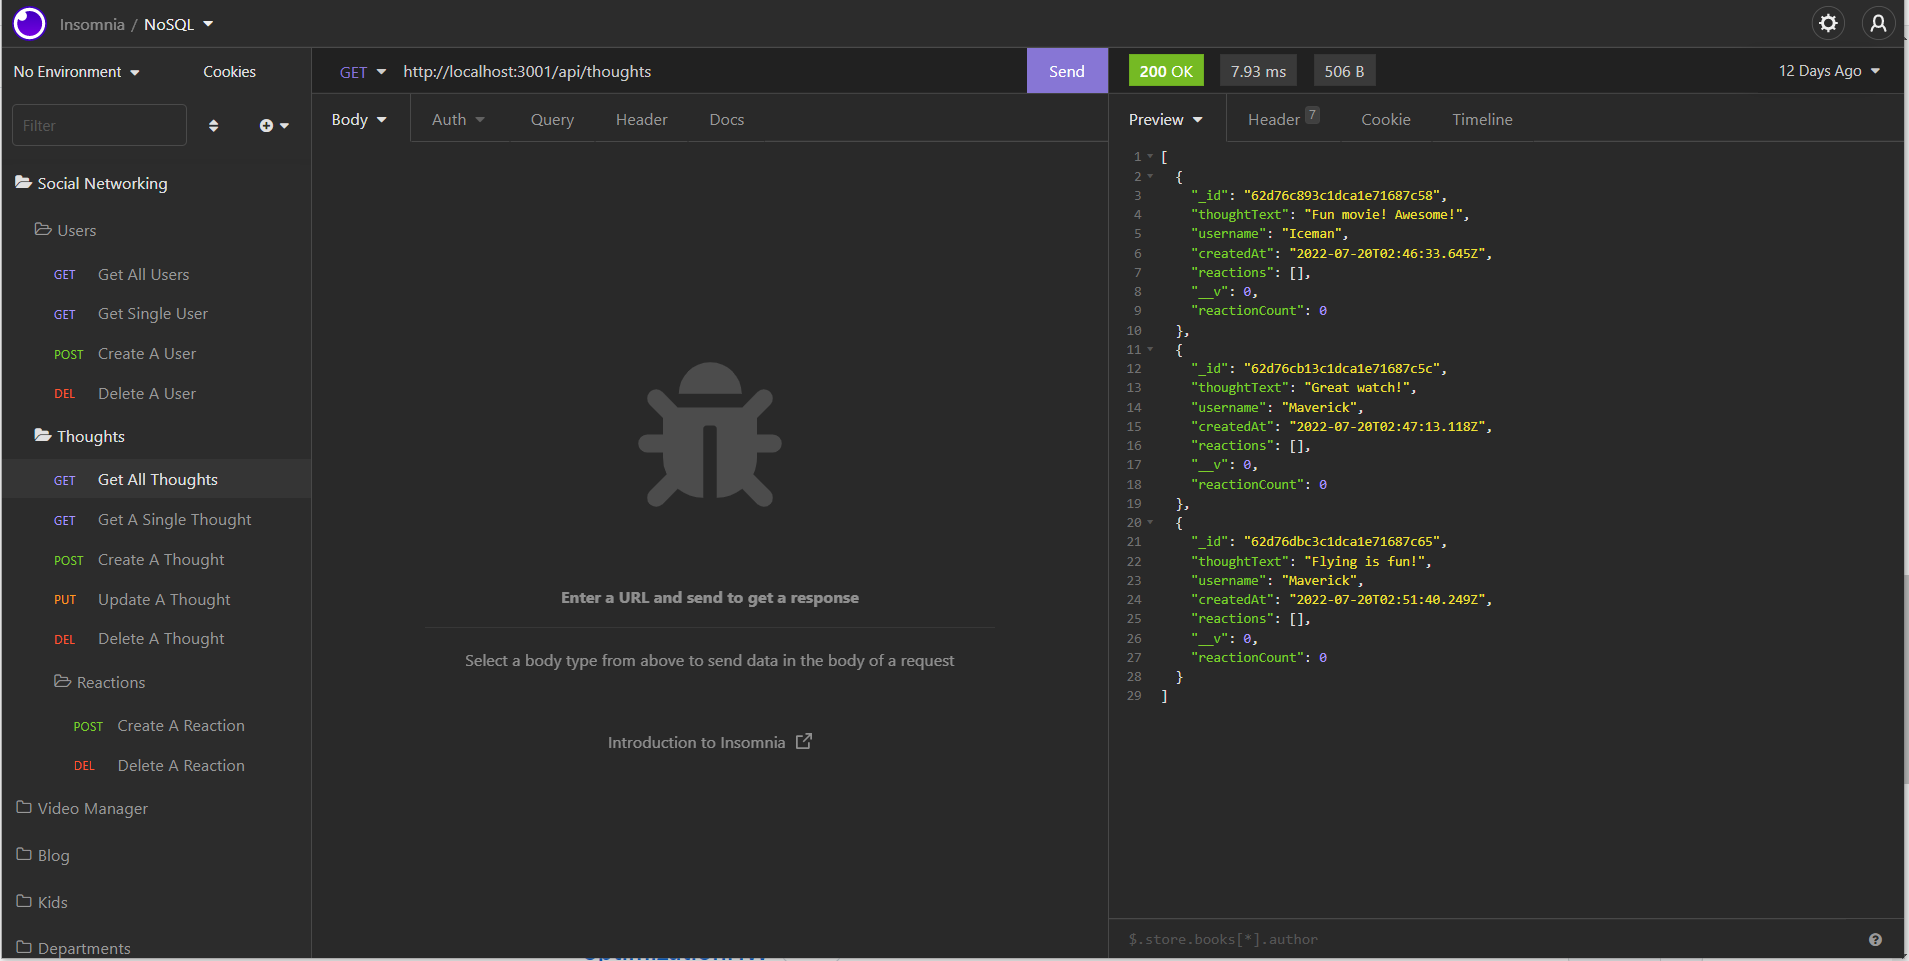 Insomnia / NoSQL
No Environment
Cookies
Filter
Social Networking
Users
GET Get All Users
GET Get Single User
POST Create A User
DEL Delete A User
Thoughts
GET Get All Thoughts
GET Get A Single Thought
POST Create A Thought
PUT Update A Thought
DEL Delete A Thought
Reactions
POST Create A Reaction
DEL Delete A Reaction
Video Manager
Blog
Kids
Departments
GET http://localhost:3001/api/thoughts Send
Body Auth Query Header Docs
Enter a URL and send to get a response
Select a body type from above to send data in the body of a request
Introduction to Insomnia
200 OK 7.93 ms 506 B 12 Days Ago
Preview Header 7 Cookie Timeline
1 [
2 {
3 "_id": "62d76c893c1dca1e71687c58",
4 "thoughtText": "Fun movie! Awesome!",
5 "username": "Iceman",
6 "createdAt": "2022-07-20T02:46:33.645Z",
7 "reactions": [],
8 "__v": 0,
9 "reactionCount": 0
10 },
11 {
12 "_id": "62d76cb13c1dca1e71687c5c",
13 "thoughtText": "Great watch!",
14 "username": "Maverick",
15 "createdAt": "2022-07-20T02:47:13.118Z",
16 "reactions": [],
17 "__v": 0,
18 "reactionCount": 0
19 },
20 {
21 "_id": "62d76dbc3c1dca1e71687c65",
22 "thoughtText": "Flying is fun!",
23 "username": "Maverick",
24 "createdAt": "2022-07-20T02:51:40.249Z",
25 "reactions": [],
26 "__v": 0,
27 "reactionCount": 0
28 }
29 ]
$.store.books[*].author